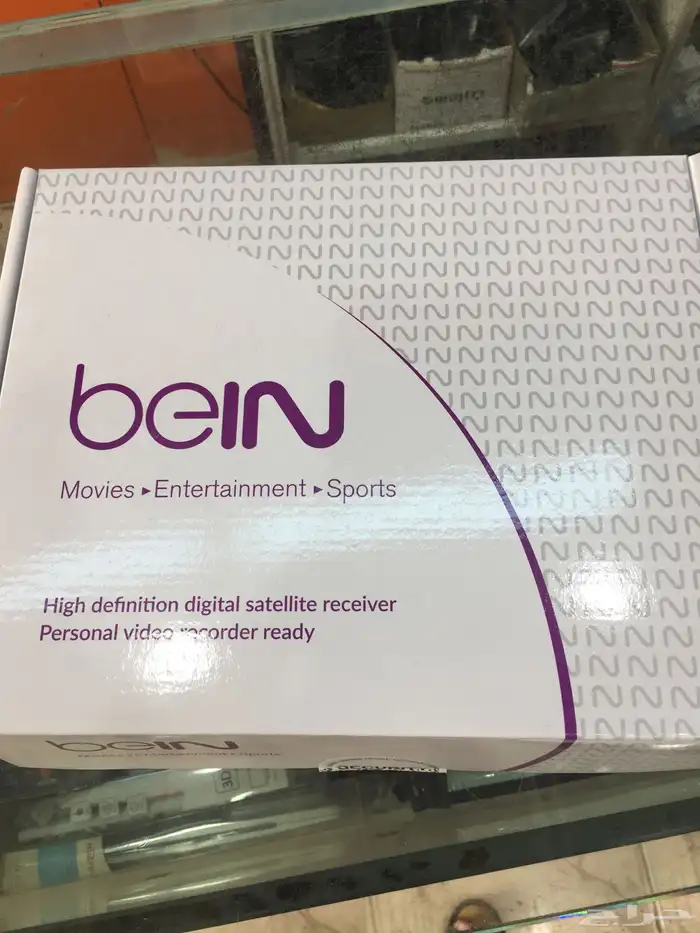 beIN
Movies ▸ Entertainment ▸ Sports
High definition digital satellite receiver
Personal video recorder ready
beIN
حراج